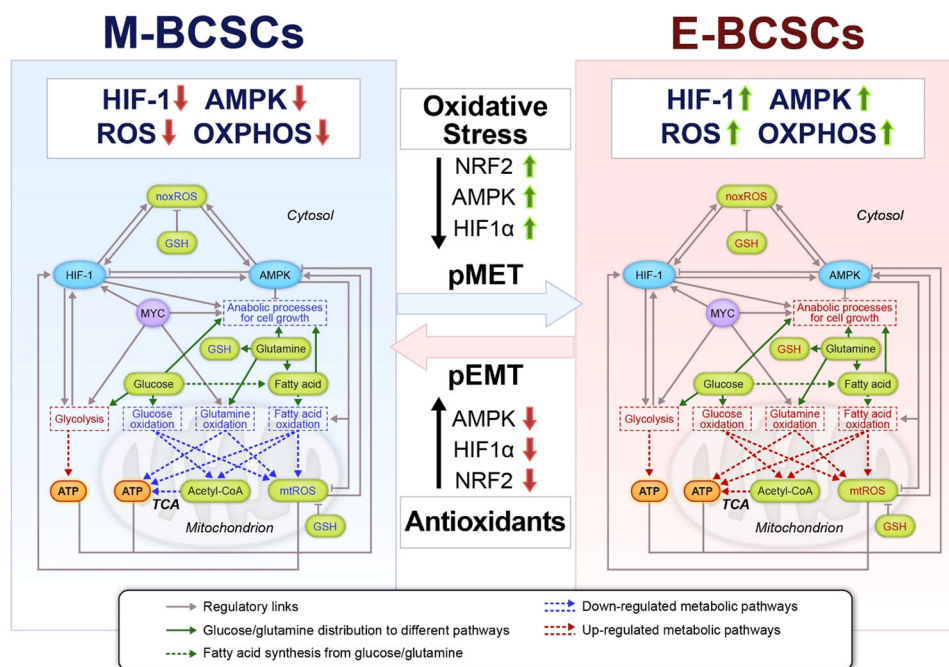 M-BCSCs
HIF-1 AMPK
ROS OXPHOS
noxROS
Cytosol
GSH
HIF-1
AMPK
MYC
Anabolic processes
for cell growth
GSH
Glutamine
Glucose
Fatty acid
Glycolysis
Glucose
oxidation
Glutamine
oxidation
Fatty acid
oxidation
ATP
ATP
TCA
Acetyl-CoA
mtROS
Mitochondrion
GSH
Oxidative
Stress
NRF2
AMPK
HIF1α
pMET
pEMT
AMPK
HIF1α
NRF2
Antioxidants
E-BCSCs
HIF-1 AMPK
ROS OXPHOS
noxROS
Cytosol
GSH
HIF-1
AMPK
MYC
Anabolic processes
for cell growth
GSH
Glutamine
Glucose
Fatty acid
Glycolysis
Glucose
oxidation
Glutamine
oxidation
Fatty acid
oxidation
ATP
ATP
TCA
Acetyl-CoA
mtROS
Mitochondrion
GSH
Regulatory links
Glucose/glutamine distribution to different pathways
Fatty acid synthesis from glucose/glutamine
Down-regulated metabolic pathways
Up-regulated metabolic pathways